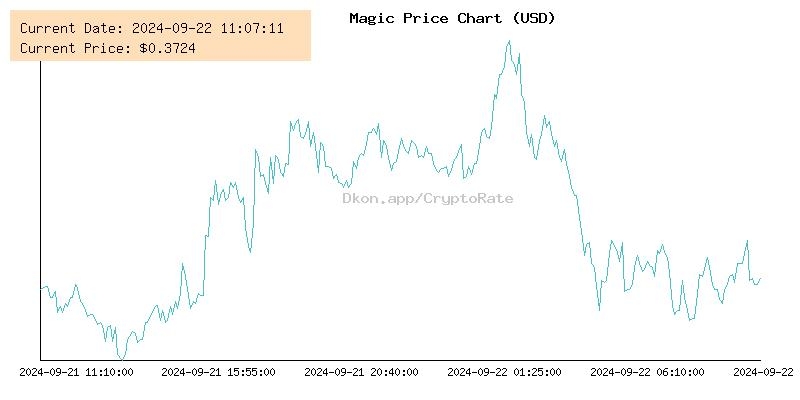 Magic Price Chart (USD)
Current Date: 2024-09-22 11:07:11
Current Price: $0.3724
Dkon.app/CryptoRate
2024-09-21 11:10:00 2024-09-21 15:55:00 2024-09-21 20:40:00 2024-09-22 01:25:00 2024-09-22 06:10:00 2024-09-22